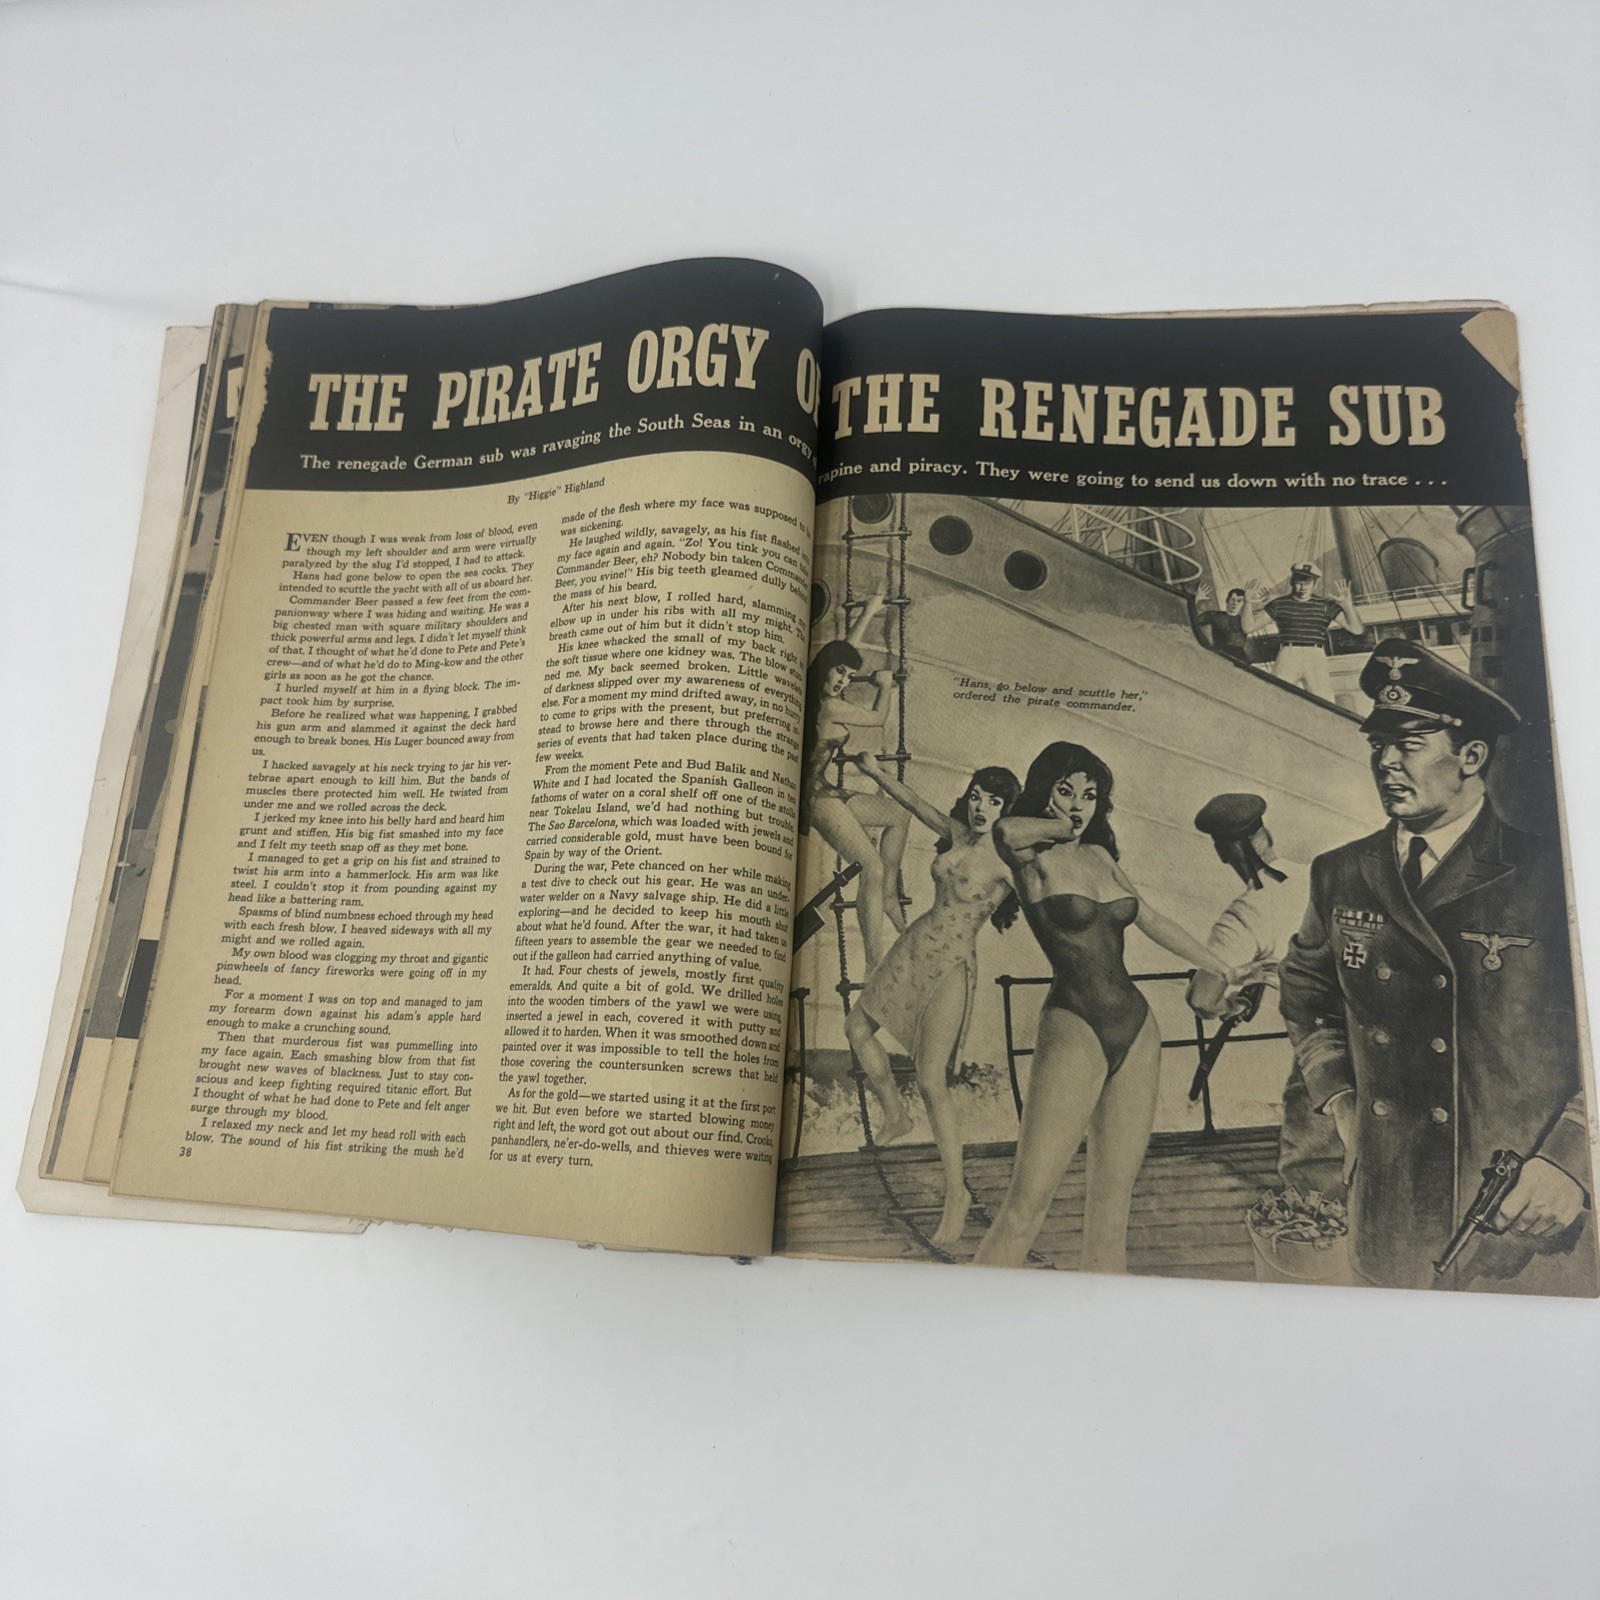 THE PIRATE ORGY OF THE RENEGADE SUB
The renegade German sub was ravaging the South Seas in an orgy rapine and piracy. They were going to send us down with no trace . . .
By "Higgie" Highland
EVEN though I was weak from loss of blood, even
though my left shoulder and arm were virtually
paralyzed by the slug I'd stopped, I had to attack.
Hans had gone below to open the sea cocks. They
intended to scuttle the yacht with all of us aboard her.
Commander Beer passed a few feet from the com-
panionway where I was hiding and waiting. He was a
big chested man with square military shoulders and
thick powerful arms and legs. I didn't let myself think
of that. I thought of what he'd done to Pete and Pete's
crew—and of what he'd do to Ming-kow and the other
girls as soon as he got the chance.
I hurled myself at him in a flying block. The im-
pact took him by surprise.
Before he realized what was happening, I grabbed
his gun arm and slammed it against the deck hard
enough to break bones. His Luger bounced away from
us.
I hacked savagely at his neck trying to jar his ver-
tebrae apart enough to kill him. But the bands of
muscles there protected him well. He twisted from
under me and we rolled across the deck.
I jerked my knee into his belly hard and heard him
grunt and stiffen. His big fist smashed into my face
and I felt my teeth snap off as they met bone.
I managed to get a grip on his fist and strained to
twist his arm into a hammerlock. His arm was like
steel. I couldn't stop it from pounding against my
head like a battering ram.
Spasms of blind numbness echoed through my head
with each fresh blow. I heaved sideways with all my
might and we rolled again.
My own blood was clogging my throat and gigantic
pinwheels of fancy fireworks were going off in my
head.
For a moment I was on top and managed to jam
my forearm down against his adam's apple hard
enough to make a crunching sound.
Then that murderous fist was pummelling into
my face again. Each smashing blow from that fist
brought new waves of blackness. Just to stay con-
scious and keep fighting required titanic effort. But
I thought of what he had done to Pete and felt anger
surge through my blood.
I relaxed my neck and let my head roll with each
blow. The sound of his fist striking the mush he'd
38
made of the flesh where my face was supposed to
was sickening.
He laughed wildly, savagely, as his fist flashed
my face again and again. "Zo! You tink you can
Commander Beer, eh? Nobody bin taken Commander
Beer, you svine!" His big teeth gleamed dully behind
the mass of his beard.
After his next blow, I rolled hard, slamming my
elbow up in under his ribs with all my might. The
breath came out of him but it didn't stop him.
His knee whacked the small of my back right
the soft tissue where one kidney was. The blow stun-
ned me. My back seemed broken. Little wavelets
of darkness slipped over my awareness of everything
else. For a moment my mind drifted away, in no hurry
to come to grips with the present, but preferring in-
stead to browse here and there through the strange
series of events that had taken place during the past
few weeks.
From the moment Pete and Bud Balik and Nathan
White and I had located the Spanish Galleon in ten
fathoms of water on a coral shelf off one of the atolls
near Tokelau Island, we'd had nothing but trouble.
The Sao Barcelona, which was loaded with jewels and
carried considerable gold, must have been bound for
Spain by way of the Orient.
During the war, Pete chanced on her while making
a test dive to check out his gear. He was an under-
water welder on a Navy salvage ship. He did a little
exploring—and he decided to keep his mouth shut
about what he'd found. After the war, it had taken us
fifteen years to assemble the gear we needed to find
out if the galleon had carried anything of value.
It had. Four chests of jewels, mostly first quality
emeralds. And quite a bit of gold. We drilled holes
into the wooden timbers of the yawl we were using,
inserted a jewel in each, covered it with putty and
allowed it to harden. When it was smoothed down and
painted over it was impossible to tell the holes from
those covering the countersunken screws that held
the yawl together.
As for the gold—we started using it at the first port
we hit. But even before we started blowing money
right and left, the word got out about our find. Crooks,
panhandlers, ne'er-do-wells, and thieves were waiting
for us at every turn.
"Hans, go below and scuttle her,"
ordered the pirate commander.